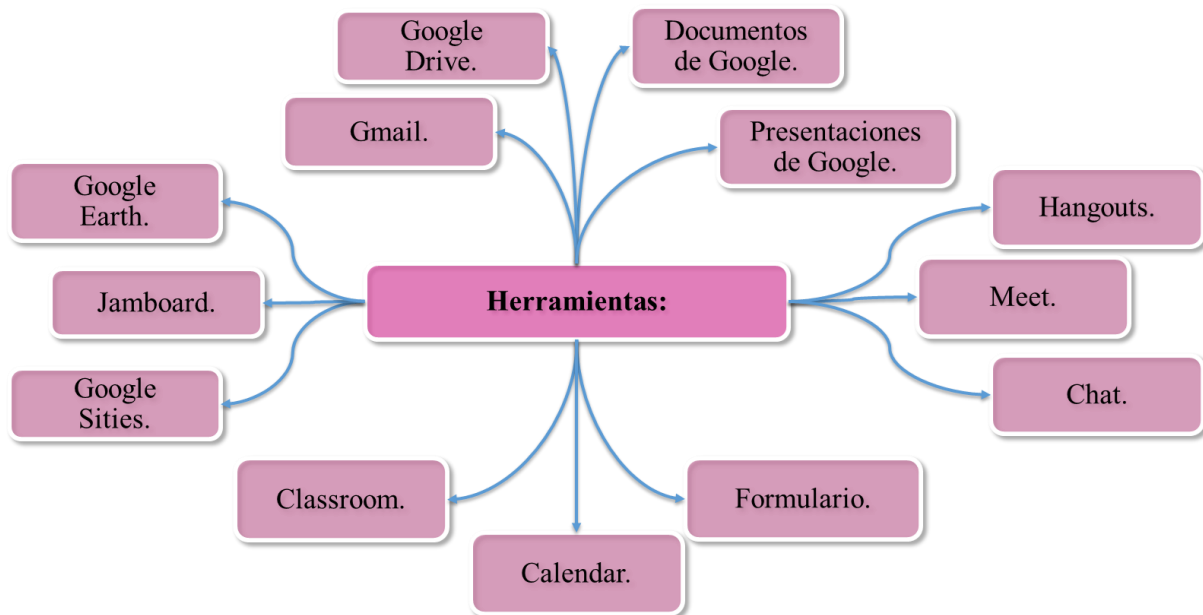 Google
Drive.
Documentos
de Google.
Gmail.
Presentaciones
de Google.
Google
Earth.
Hangouts.
Jamboard.
Herramientas:
Meet.
Google
Sities.
Chat.
Classroom.
Formulario.
Calendar.